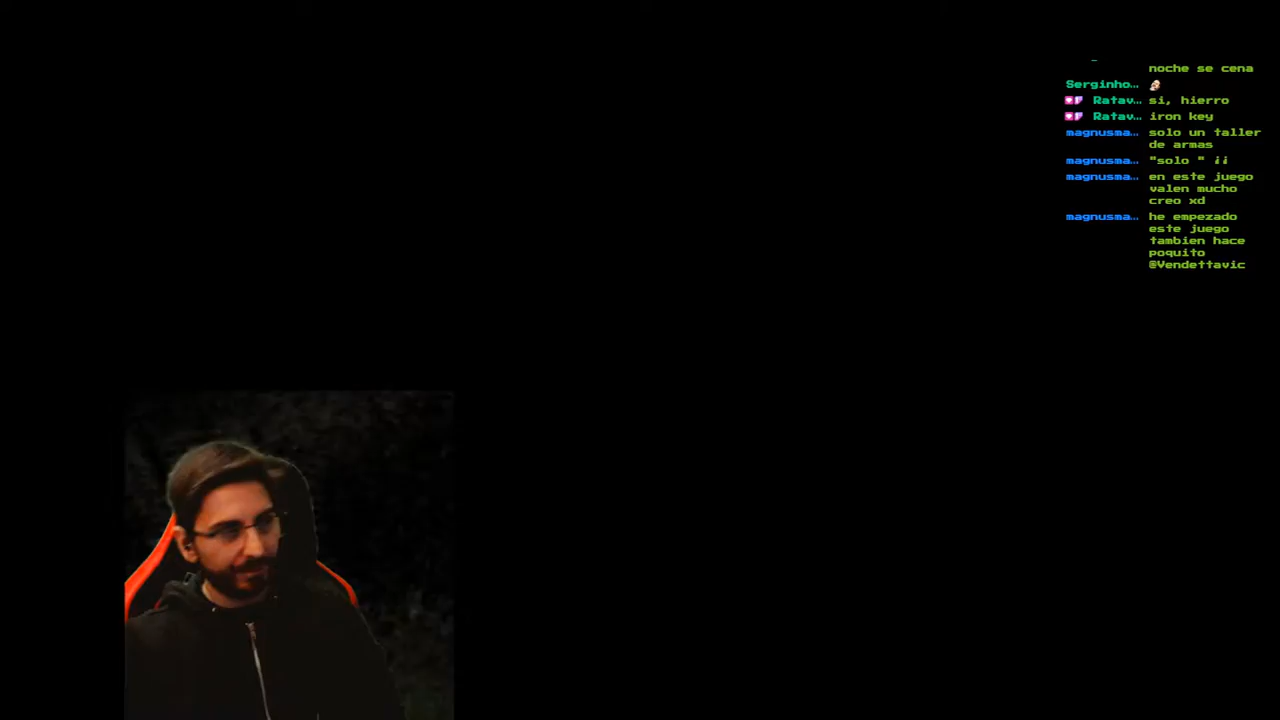 noche se cena
Serginho…
Ratav… si, hierro
Ratav… iron key
magnusma… solo un taller
de armas
magnusma… "solo " ¡¡
magnusma… en este juego
valen mucho
creo xd
magnusma… he empezado
este juego
tambien hace
poquito
@Vendettavic